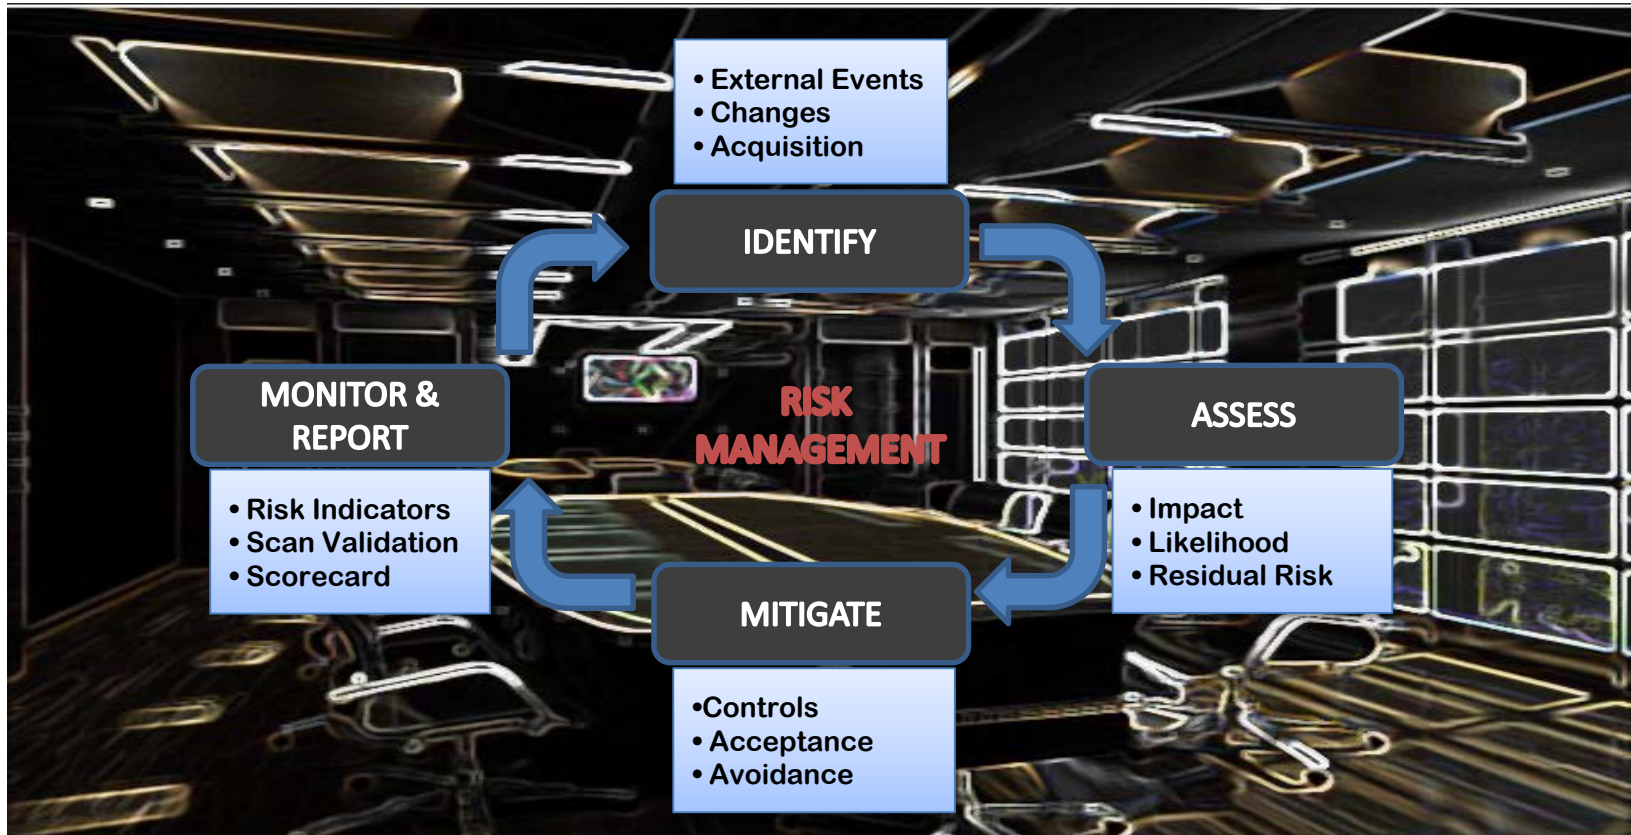 • External Events
• Changes
• Acquisition
IDENTIFY
MONITOR &
REPORT
• Risk Indicators
• Scan Validation
• Scorecard
RISK
MANAGEMENT
ASSESS
• Impact
• Likelihood
• Residual Risk
MITIGATE
•Controls
• Acceptance
• Avoidance